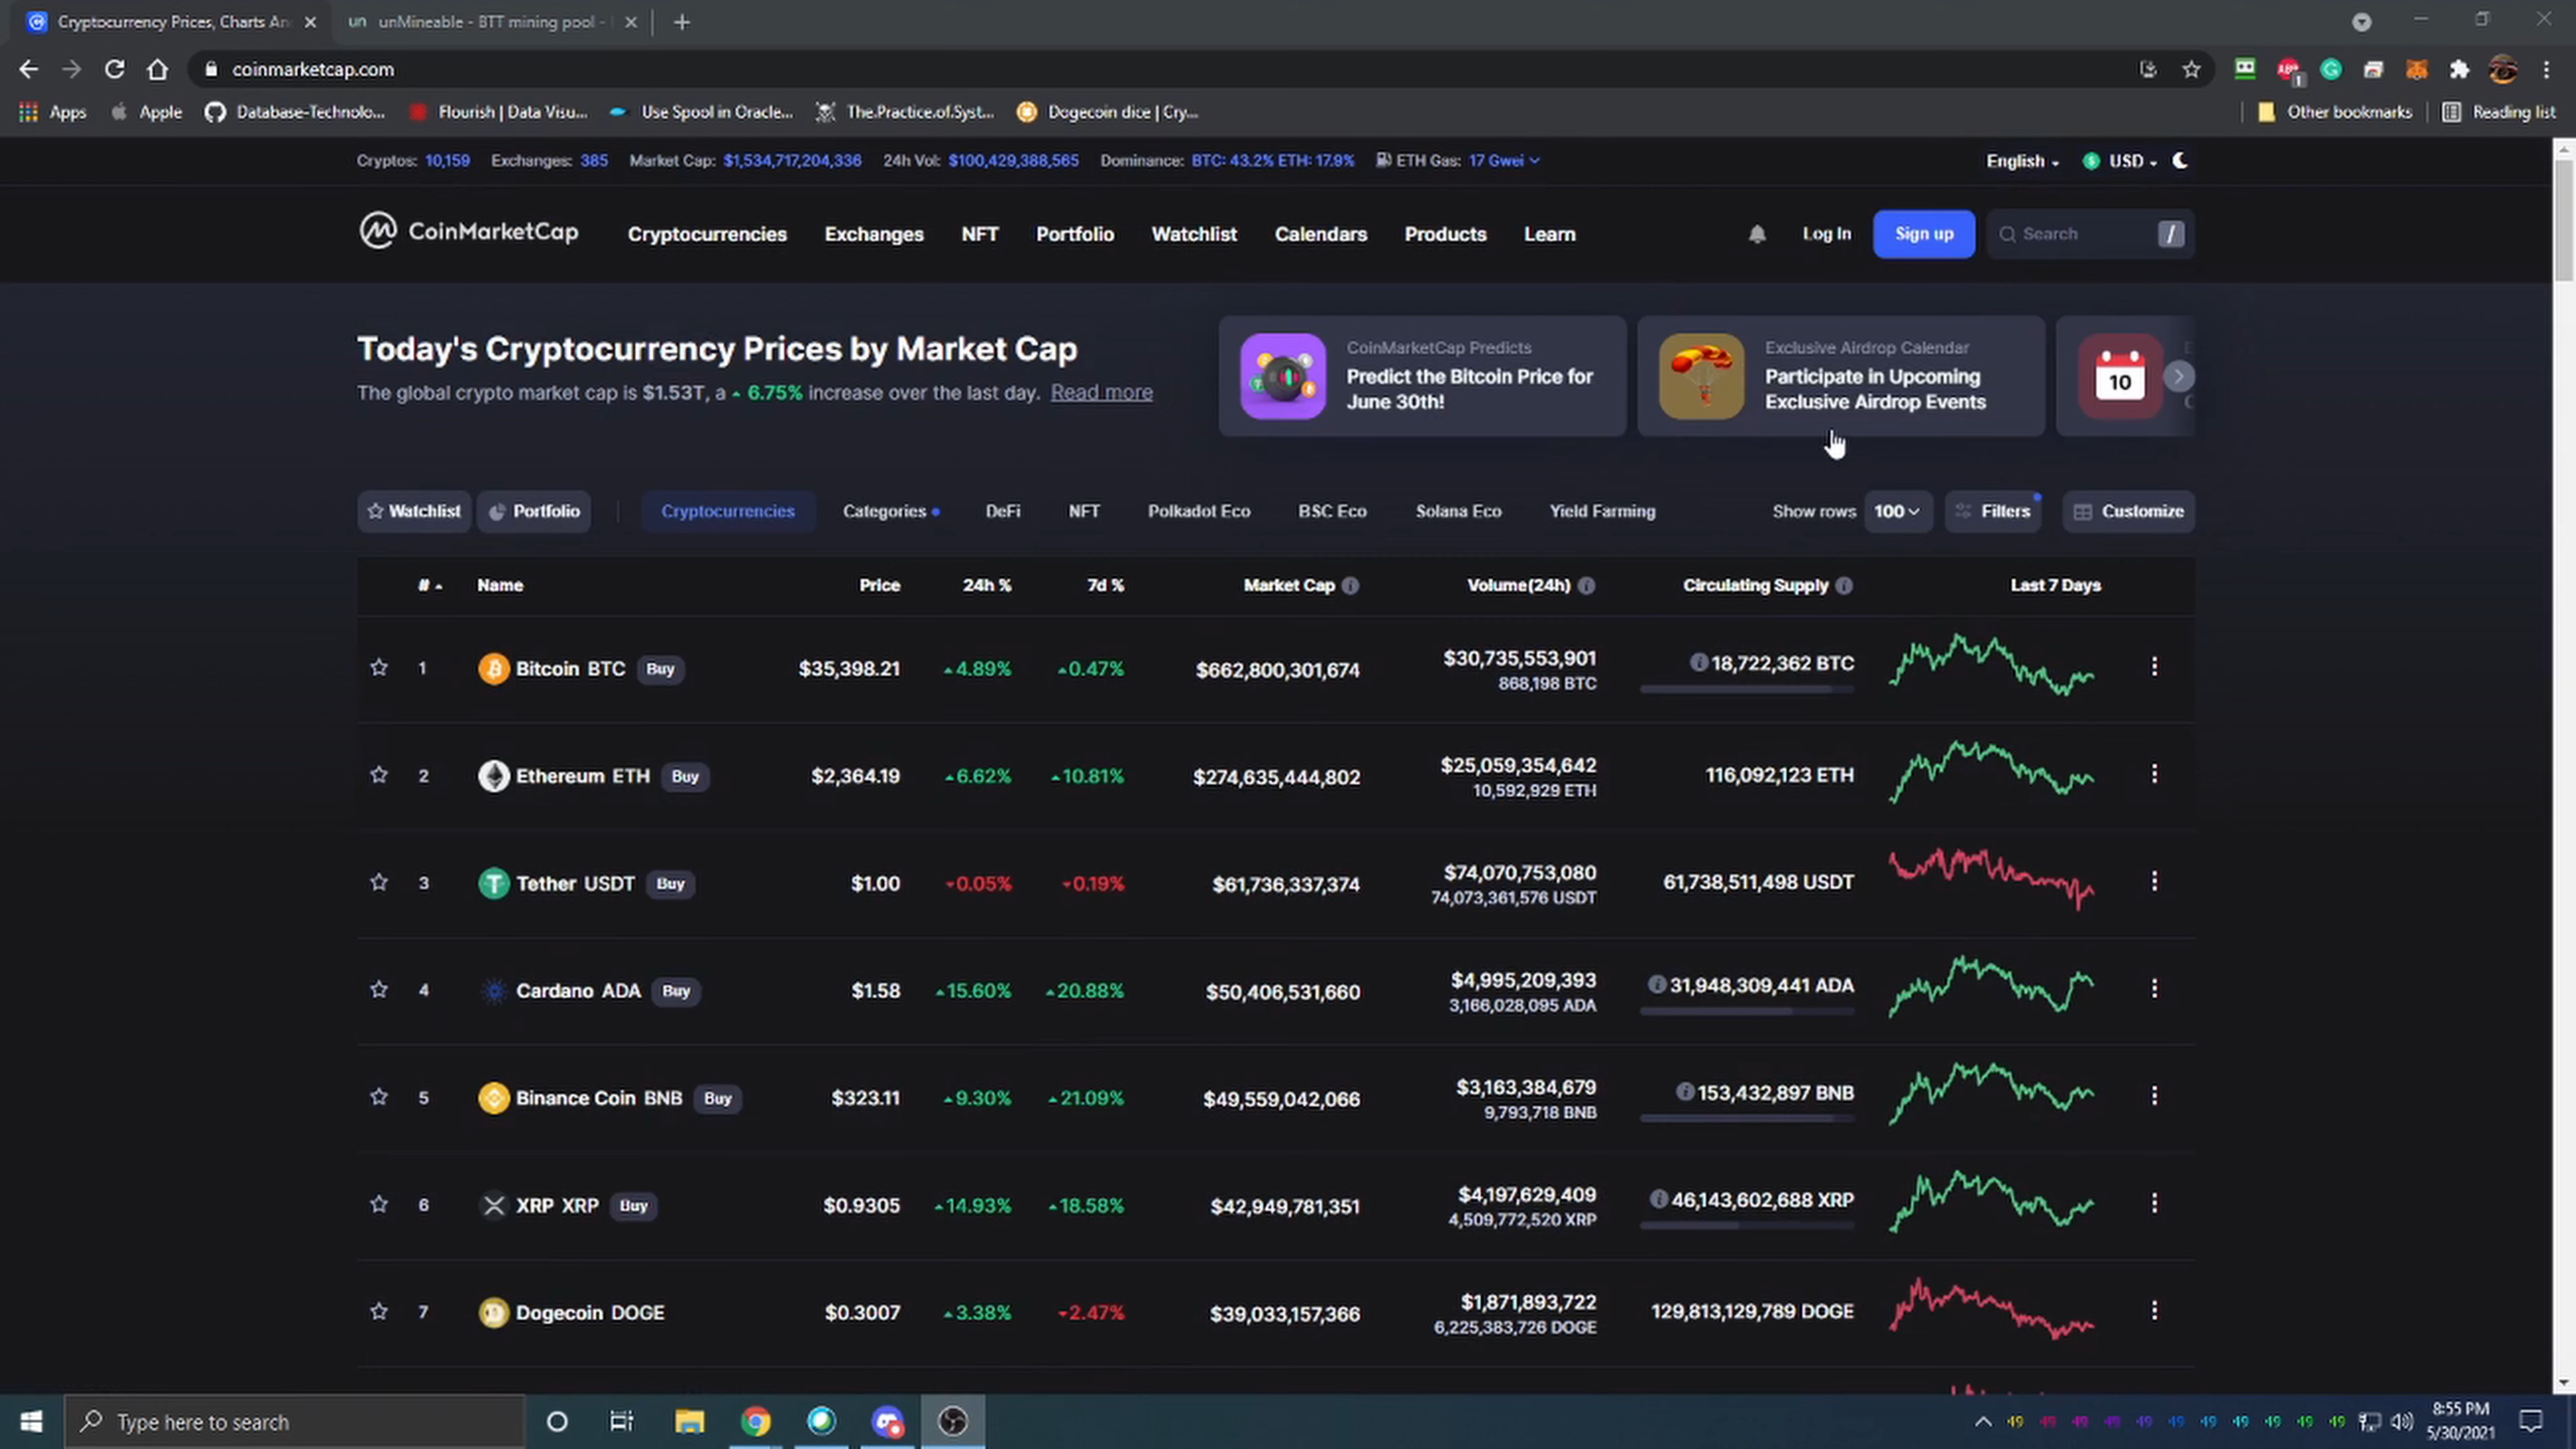 Cryptocurrency Prices, Charts An
un unMineable - BTT mining pool -
coinmarketcap.com
ABP 1
Apps Apple Database-Technolo... Flourish | Data Visu... Use Spool in Oracle... The.Practice.of.Syst... Dogecoin dice | Cry... Other bookmarks Reading list
Cryptos: 10,159 Exchanges: 385 Market Cap: $1,534,717,204,336 24h Vol: $100,429,388,565 Dominance: BTC: 43.2% ETH: 17.9% ETH Gas: 17 Gwei English USD
CoinMarketCap Cryptocurrencies Exchanges NFT Portfolio Watchlist Calendars Products Learn Log In Sign up Search /
Today's Cryptocurrency Prices by Market Cap
The global crypto market cap is $1.53T, a 6.75% increase over the last day. Read more
CoinMarketCap Predicts
Predict the Bitcoin Price for
June 30th!
Exclusive Airdrop Calendar
Participate in Upcoming
Exclusive Airdrop Events
10
Watchlist Portfolio Cryptocurrencies Categories DeFi NFT Polkadot Eco BSC Eco Solana Eco Yield Farming Show rows 100 Filters Customize
# Name Price 24h % 7d % Market Cap Volume(24h) Circulating Supply Last 7 Days
1 Bitcoin BTC Buy $35,398.21 4.89% 0.47% $662,800,301,674 $30,735,553,901 18,722,362 BTC
868,198 BTC
2 Ethereum ETH Buy $2,364.19 6.62% 10.81% $274,635,444,802 $25,059,354,642 116,092,123 ETH
10,592,929 ETH
3 Tether USDT Buy $1.00 0.05% 0.19% $61,736,337,374 $74,070,753,080 61,738,511,498 USDT
74,073,361,576 USDT
4 Cardano ADA Buy $1.58 15.60% 20.88% $50,406,531,660 $4,995,209,393 31,948,309,441 ADA
3,166,028,095 ADA
5 Binance Coin BNB Buy $323.11 9.30% 21.09% $49,559,042,066 $3,163,384,679 153,432,897 BNB
9,793,718 BNB
6 XRP XRP Buy $0.9305 14.93% 18.58% $42,949,781,351 $4,197,629,409 46,143,602,688 XRP
4,509,772,520 XRP
7 Dogecoin DOGE $0.3007 3.38% 2.47% $39,033,157,366 $1,871,893,722 129,813,129,789 DOGE
6,225,383,726 DOGE
Type here to search
49 49 49 49 49 49 49 49 49 49 49
8:55 PM
5/30/2021